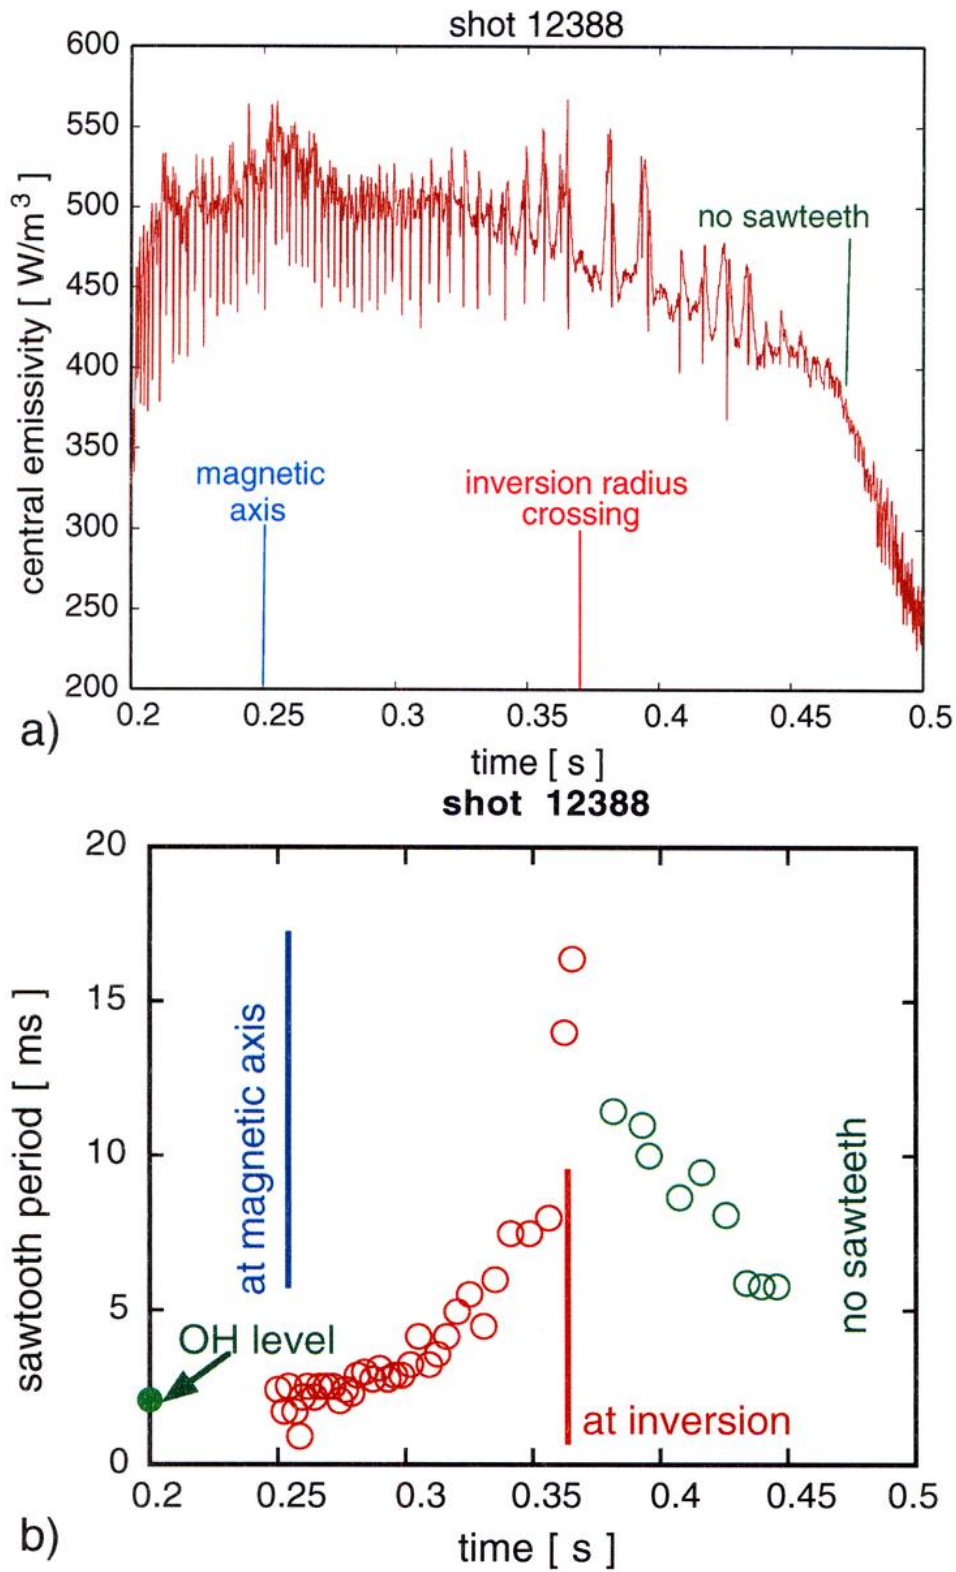 shot 12388
600
550
500
450
400
350
300
250
200
central emissivity [ W/m³ ]
no sawteeth
magnetic
axis
inversion radius
crossing
0.2
0.25
0.3
0.35
0.4
0.45
0.5
a)
time [ s ]
shot 12388
20
15
10
5
0
sawtooth period [ ms ]
at magnetic axis
OH level
at inversion
no sawteeth
0.2
0.25
0.3
0.35
0.4
0.45
0.5
b)
time [ s ]